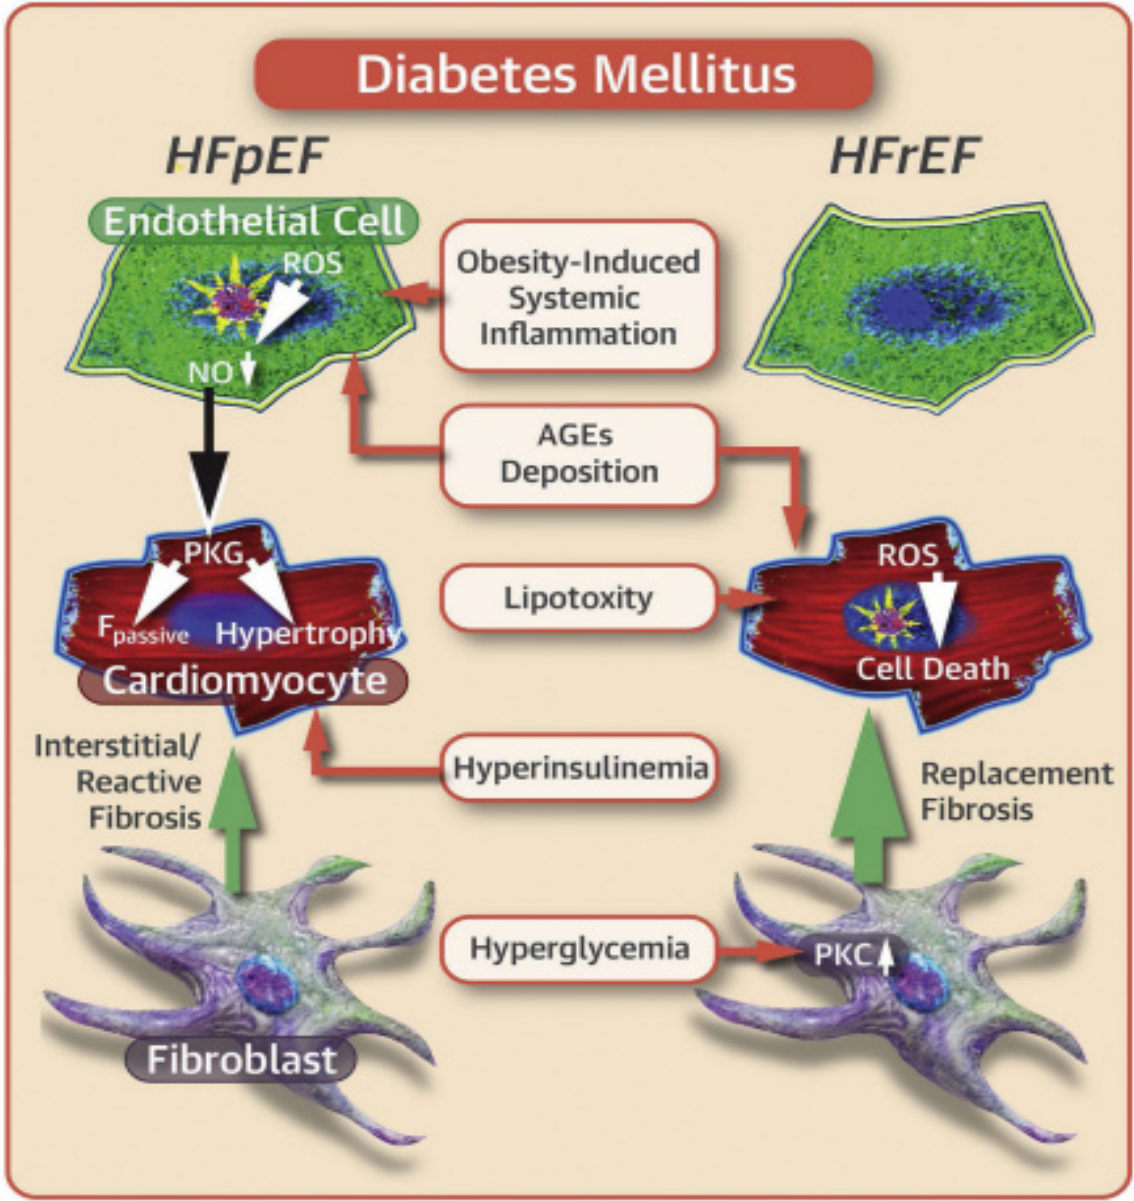 Diabetes Mellitus
HFpEF
HFrEF
Endothelial Cell
ROS
NO
Obesity-Induced
Systemic
Inflammation
AGEs
Deposition
PKG
Fpassive
Hypertrophy
Cardiomyocyte
Lipotoxity
ROS
Cell Death
Interstitial/
Reactive
Fibrosis
Hyperinsulinemia
Replacement
Fibrosis
Hyperglycemia
PKC
Fibroblast